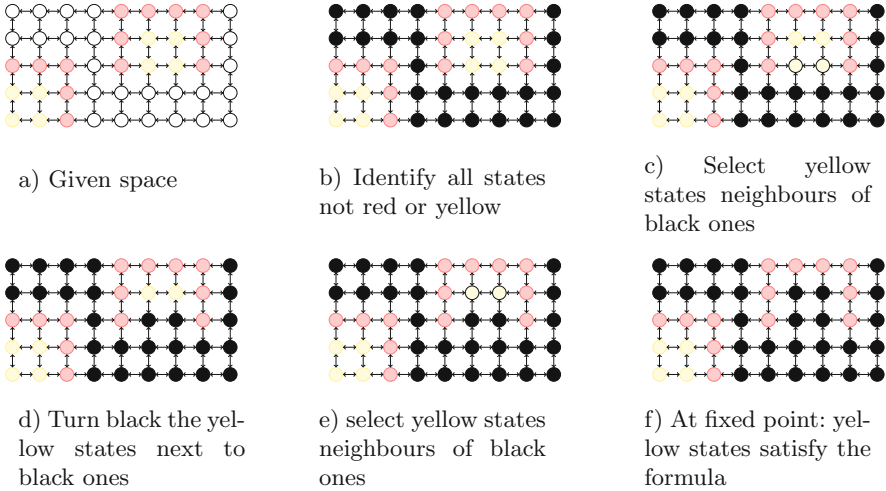 a) Given space
b) Identify all states
not red or yellow
c) Select yellow
states neighbours of
black ones
d) Turn black the yel-
low states next to
black ones
e) select yellow states
neighbours of black
ones
f) At fixed point: yel-
low states satisfy the
formula